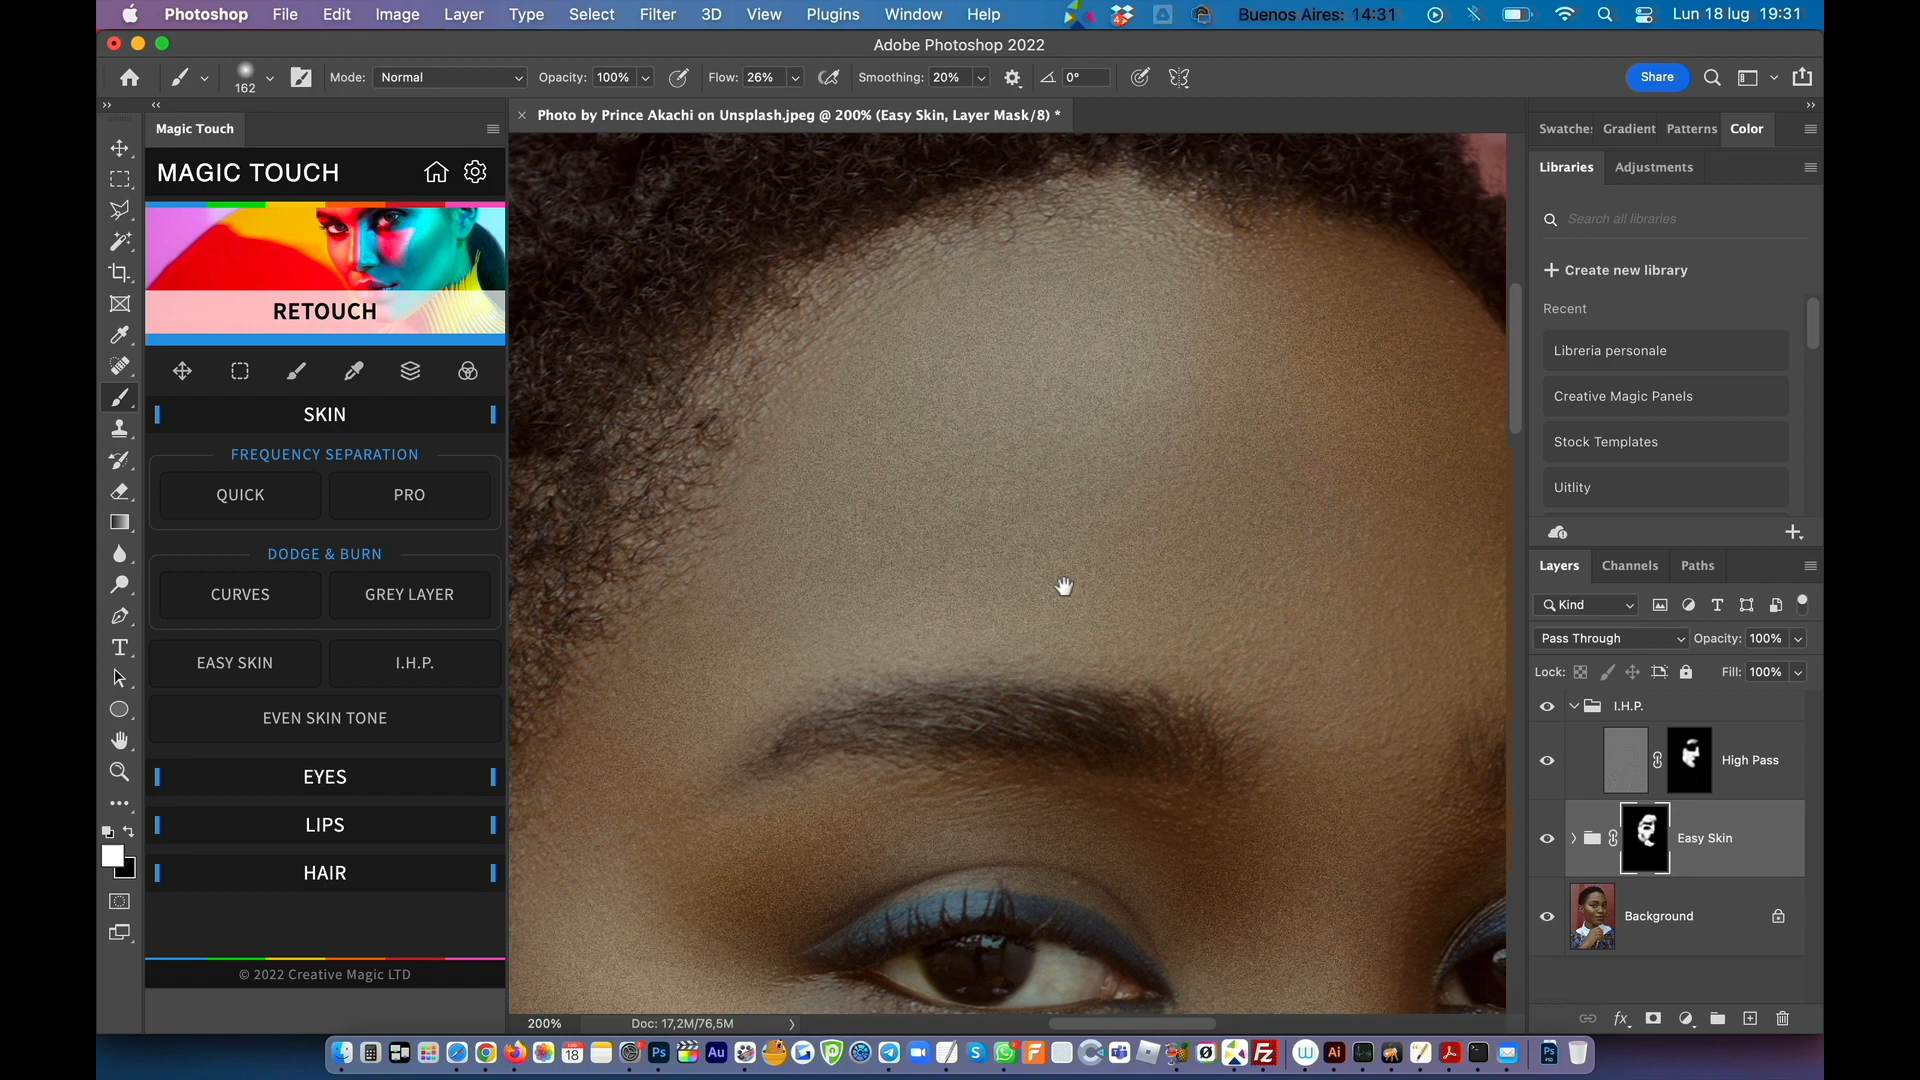 Photoshop File Edit Image Layer Type Select Filter 3D View Plugins Window Help Buenos Aires: 14:31 Lun 18 lug 19:31
Adobe Photoshop 2022
162 Mode: Normal Opacity: 100% Flow: 26% Smoothing: 20% 0° Share
Photo by Prince Akachi on Unsplash.jpeg @ 200% (Easy Skin, Layer Mask/8) *
Magic Touch
MAGIC TOUCH
RETOUCH
SKIN
FREQUENCY SEPARATION
QUICK PRO
DODGE & BURN
CURVES GREY LAYER
EASY SKIN I.H.P.
EVEN SKIN TONE
EYES
LIPS
HAIR
© 2022 Creative Magic LTD
200% Doc: 17,2M/76,5M
Swatche Gradient Patterns Color
Libraries Adjustments
Search all libraries
Create new library
Recent
Libreria personale
Creative Magic Panels
Stock Templates
Uitlity
Layers Channels Paths
Kind
Pass Through Opacity: 100%
Lock: Fill: 100%
I.H.P.
High Pass
Easy Skin
Background